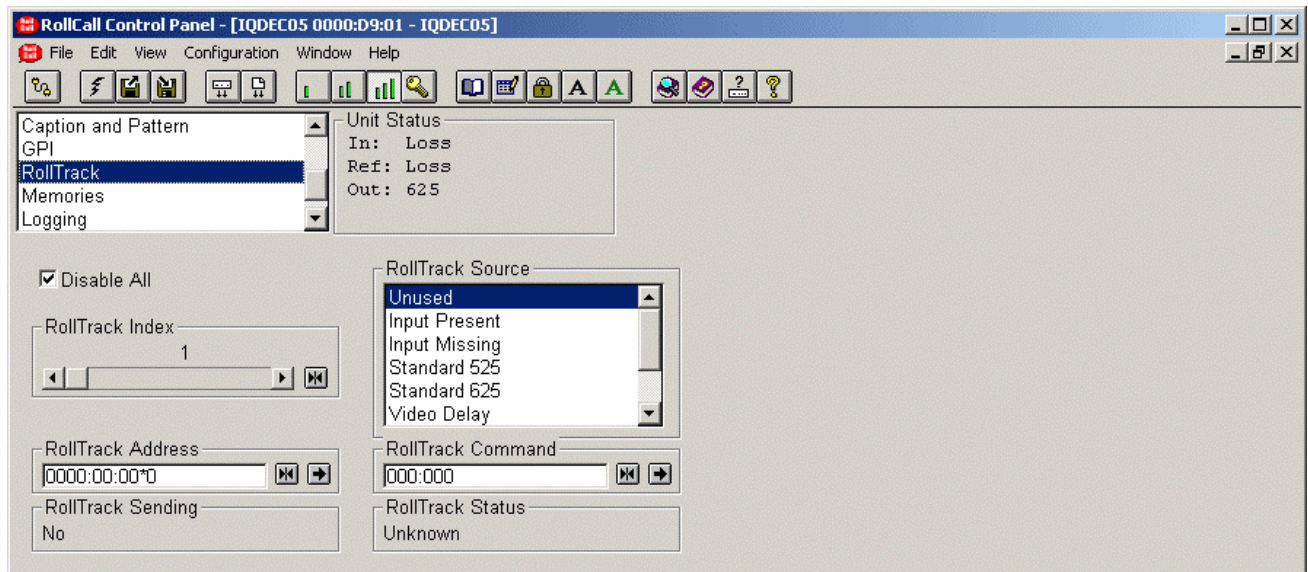 RollCall Control Panel - [IQDEC05 0000:D9:01 - IQDEC05]
File Edit View Configuration Window Help
A A
Caption and Pattern
GPI
RollTrack
Memories
Logging
Unit Status
In: Loss
Ref: Loss
Out: 625
Disable All
RollTrack Index
1
RollTrack Source
Unused
Input Present
Input Missing
Standard 525
Standard 625
Video Delay
RollTrack Address
0000:00:00*0
RollTrack Command
000:000
RollTrack Sending
No
RollTrack Status
Unknown